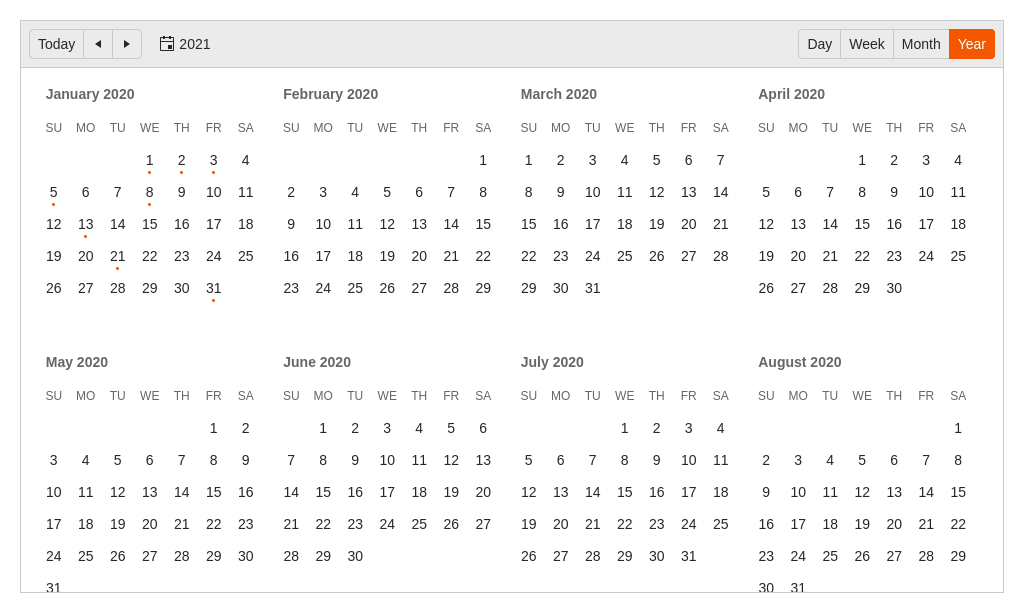 Today 2021 Day Week Month Year
January 2020 February 2020 March 2020 April 2020
SU MO TU WE TH FR SA SU MO TU WE TH FR SA SU MO TU WE TH FR SA SU MO TU WE TH FR SA
1 2 3 4 1 1 2 3 4 5 6 7 1 2 3 4
5 6 7 8 9 10 11 2 3 4 5 6 7 8 8 9 10 11 12 13 14 5 6 7 8 9 10 11
12 13 14 15 16 17 18 9 10 11 12 13 14 15 15 16 17 18 19 20 21 12 13 14 15 16 17 18
19 20 21 22 23 24 25 16 17 18 19 20 21 22 22 23 24 25 26 27 28 19 20 21 22 23 24 25
26 27 28 29 30 31 23 24 25 26 27 28 29 29 30 31 26 27 28 29 30
May 2020 June 2020 July 2020 August 2020
SU MO TU WE TH FR SA SU MO TU WE TH FR SA SU MO TU WE TH FR SA SU MO TU WE TH FR SA
1 2 1 2 3 4 5 6 1 2 3 4 1
3 4 5 6 7 8 9 7 8 9 10 11 12 13 5 6 7 8 9 10 11 2 3 4 5 6 7 8
10 11 12 13 14 15 16 14 15 16 17 18 19 20 12 13 14 15 16 17 18 9 10 11 12 13 14 15
17 18 19 20 21 22 23 21 22 23 24 25 26 27 19 20 21 22 23 24 25 16 17 18 19 20 21 22
24 25 26 27 28 29 30 28 29 30 26 27 28 29 30 31 23 24 25 26 27 28 29
31 30 31